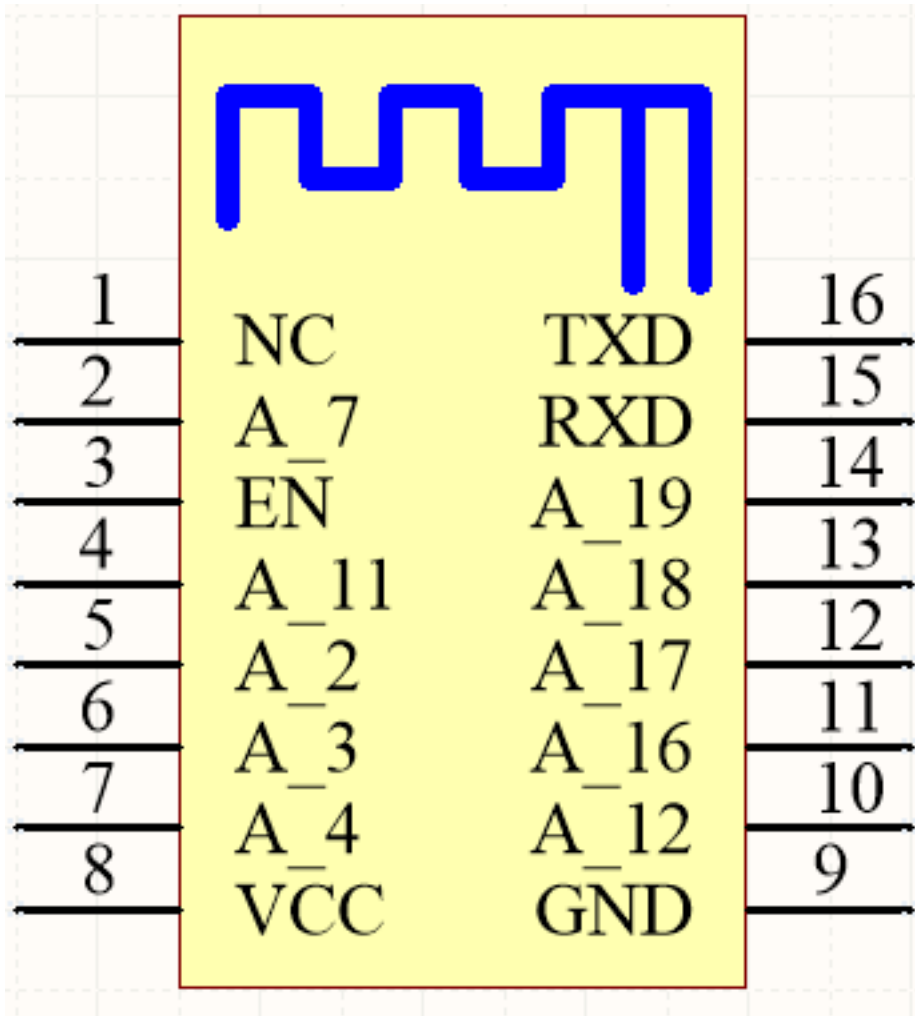 1 NC TXD 16
2 A_7 RXD 15
3 EN A_19 14
4 A_11 A_18 13
5 A_2 A_17 12
6 A_3 A_16 11
7 A_4 A_12 10
8 VCC GND 9